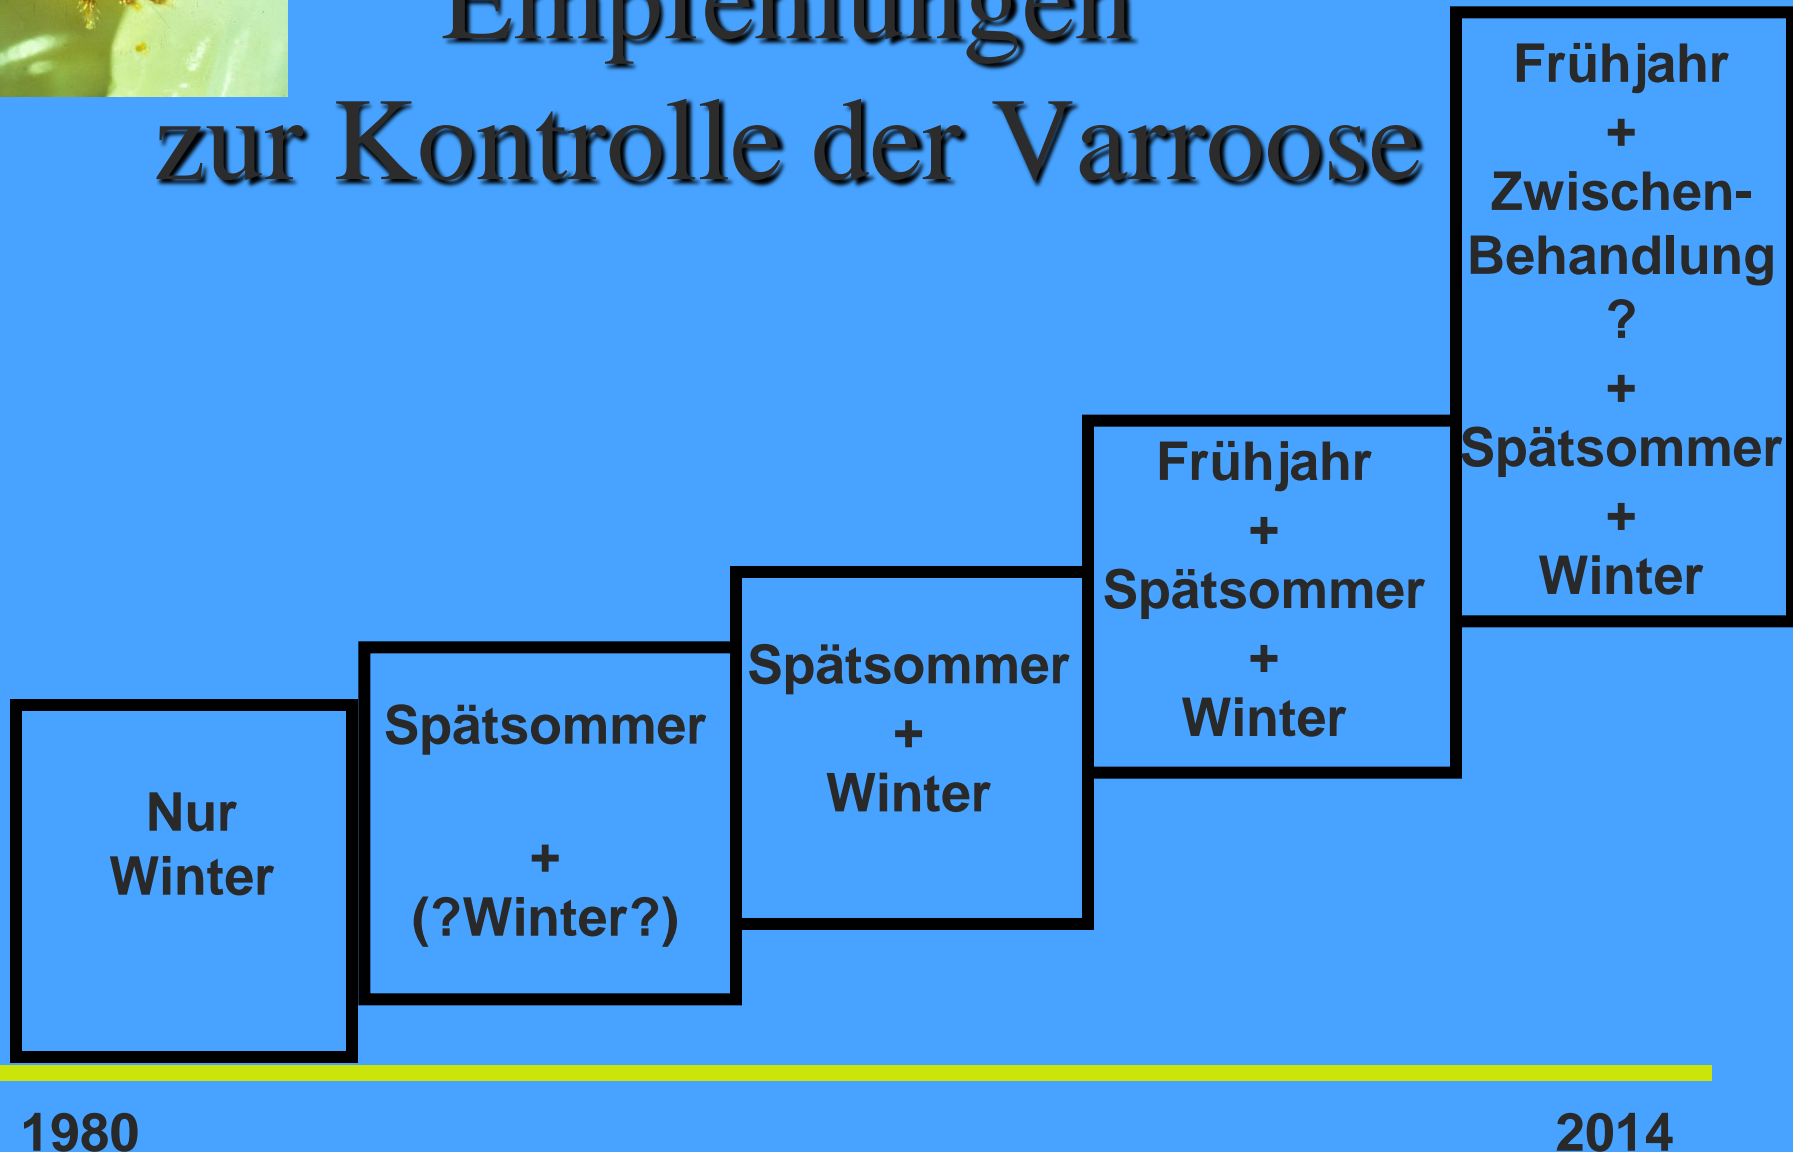 Empfehlungen
zur Kontrolle der Varroose
Nur
Winter
Spätsommer
+
(?Winter?)
Spätsommer
+
Winter
Frühjahr
+
Spätsommer
+
Winter
Frühjahr
+
Zwischen-
Behandlung
?
+
Spätsommer
+
Winter
1980
2014